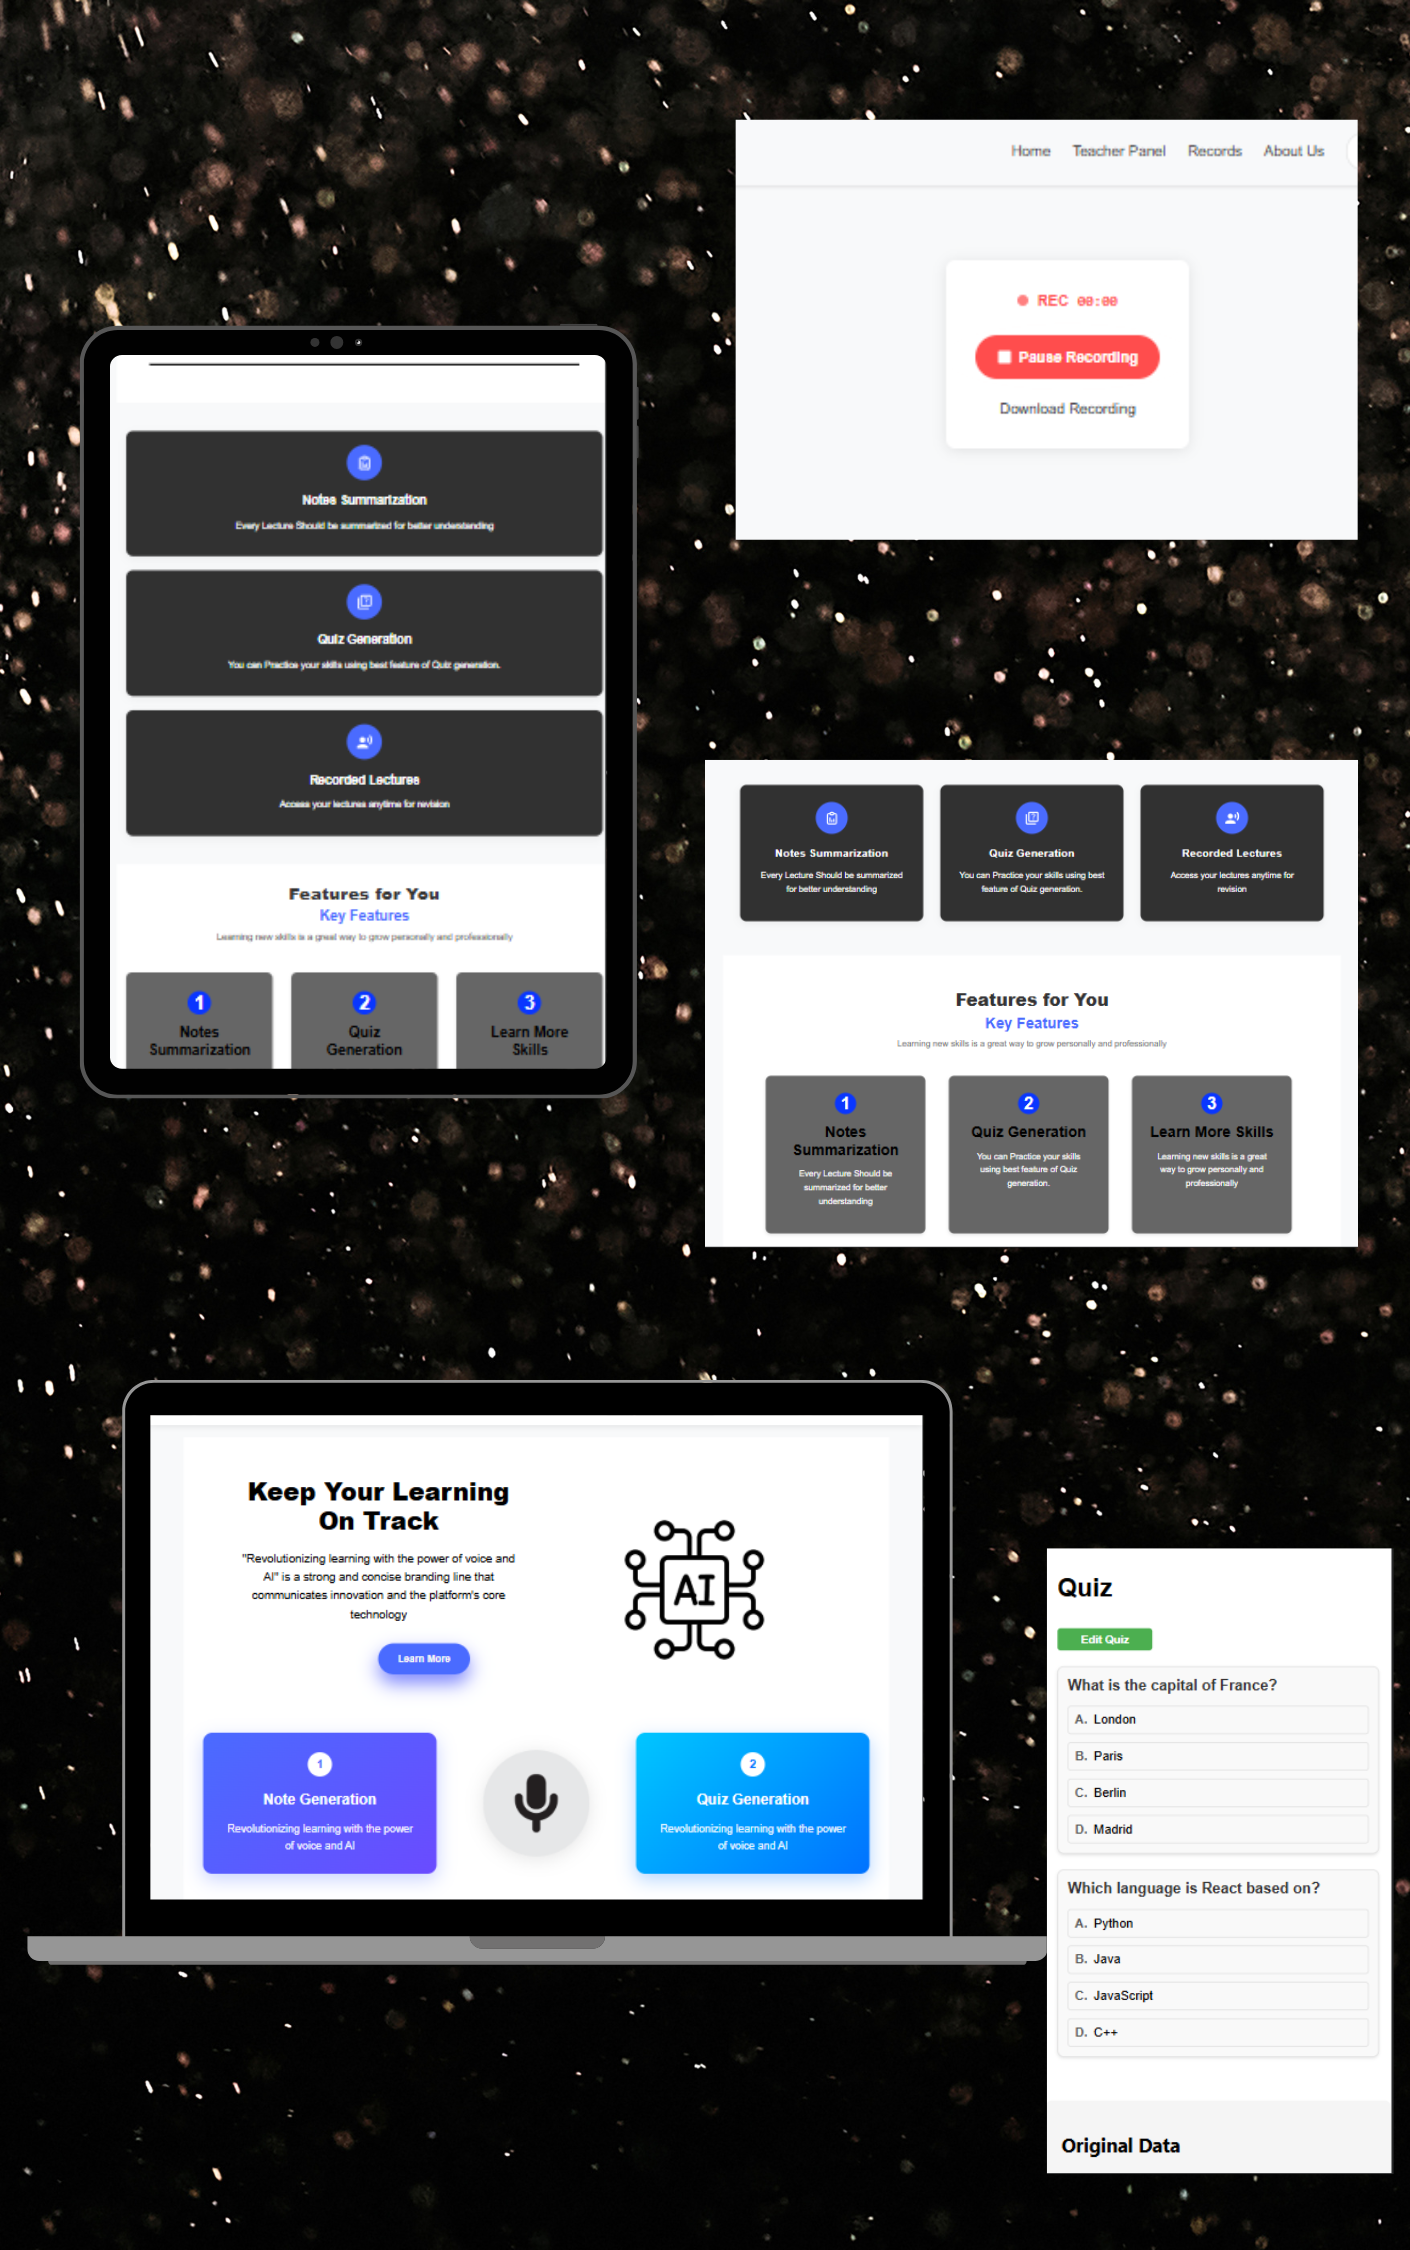 Home Teacher Panel Records About Us
REC 00:00
Pause Recording
Download Recording
Notes Summarization
Every Lecture Should be summarized for better understanding
Quiz Generation
You can Practice your skills using best feature of Quiz generation.
Recorded Lectures
Access your lectures anytime for revision
Features for You
Key Features
Learning new skills is a great way to grow personally and professionally
1
Notes
Summarization
2
Quiz
Generation
3
Learn More
Skills
Notes Summarization
Every Lecture Should be summarized
for better understanding
Quiz Generation
You can Practice your skills using best
feature of Quiz generation.
Recorded Lectures
Access your lectures anytime for
revision
Features for You
Key Features
Learning new skills is a great way to grow personally and professionally
1
Notes
Summarization
Every Lecture Should be
summarized for better
understanding
2
Quiz Generation
You can Practice your skills
using best feature of Quiz
generation.
3
Learn More Skills
Learning new skills is a great
way to grow personally and
professionally
Keep Your Learning
On Track
"Revolutionizing learning with the power of voice and
AI" is a strong and concise branding line that
communicates innovation and the platform's core
technology
Learn More
AI
1
Note Generation
Revolutionizing learning with the power
of voice and AI
2
Quiz Generation
Revolutionizing learning with the power
of voice and AI
Quiz
Edit Quiz
What is the capital of France?
A. London
B. Paris
C. Berlin
D. Madrid
Which language is React based on?
A. Python
B. Java
C. JavaScript
D. C++
Original Data